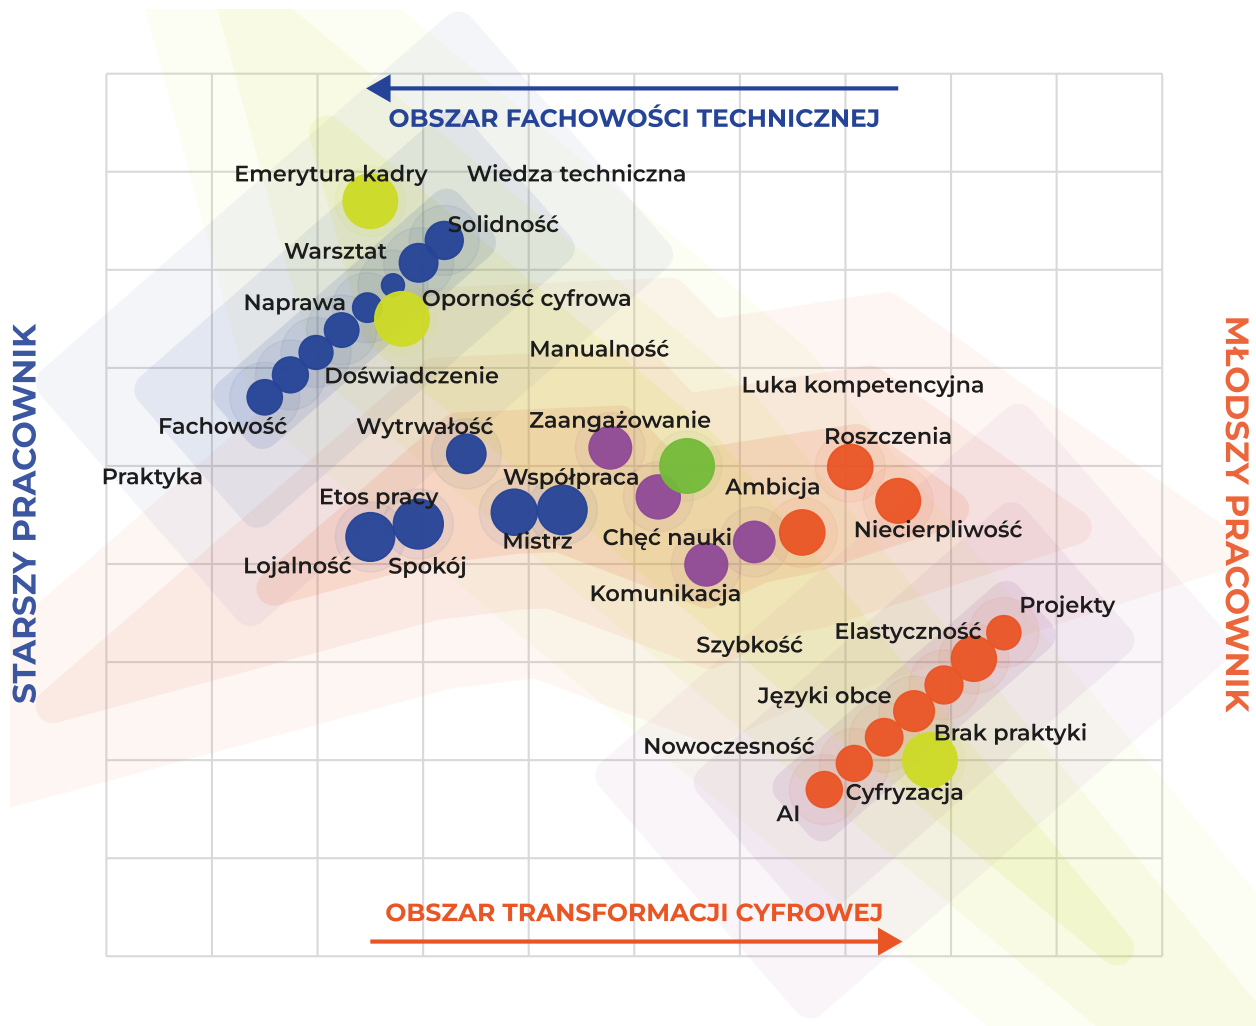 OBSZAR FACHOWOŚCI TECHNICZNEJ
Emerytura kadry
Wiedza techniczna
Solidność
Warsztat
Naprawa
Oporność cyfrowa
Manualność
Doświadczenie
Luka kompetencyjna
Fachowość
Wytrwałość
Zaangażowanie
Roszczenia
Praktyka
Współpraca
Etos pracy
Ambicja
Mistrz
Chęć nauki
Niecierpliwość
Lojalność
Spokój
Komunikacja
Projekty
Elastyczność
Szybkość
Języki obce
Brak praktyki
Nowoczesność
Cyfryzacja
AI
OBSZAR TRANSFORMACJI CYFROWEJ
STARSZY PRACOWNIK
MŁODSZY PRACOWNIK